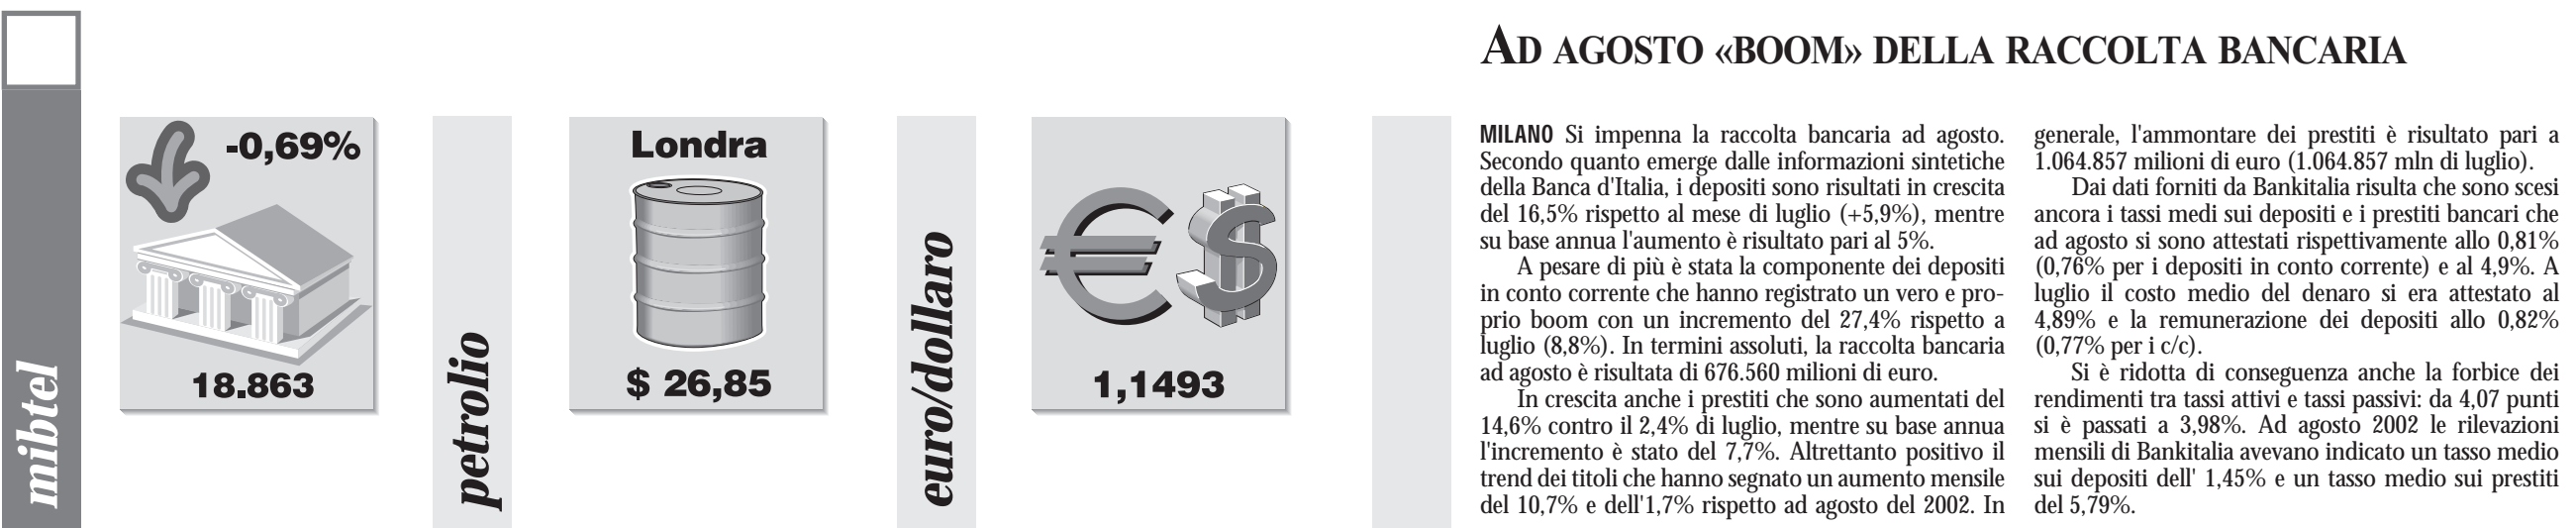 mibtel
-0,69%
18.863
petrolio
Londra
$ 26,85
euro/dollaro
€ $
1,1493
AD AGOSTO «BOOM» DELLA RACCOLTA BANCARIA
MILANO Si impenna la raccolta bancaria ad agosto.
Secondo quanto emerge dalle informazioni sintetiche
della Banca d'Italia, i depositi sono risultati in crescita
del 16,5% rispetto al mese di luglio (+5,9%), mentre
su base annua l'aumento è risultato pari al 5%.
A pesare di più è stata la componente dei depositi
in conto corrente che hanno registrato un vero e pro-
prio boom con un incremento del 27,4% rispetto a
luglio (8,8%). In termini assoluti, la raccolta bancaria
ad agosto è risultata di 676.560 milioni di euro.
In crescita anche i prestiti che sono aumentati del
14,6% contro il 2,4% di luglio, mentre su base annua
l'incremento è stato del 7,7%. Altrettanto positivo il
trend dei titoli che hanno segnato un aumento mensile
del 10,7% e dell'1,7% rispetto ad agosto del 2002. In
generale, l'ammontare dei prestiti è risultato pari a
1.064.857 milioni di euro (1.064.857 mln di luglio).
Dai dati forniti da Bankitalia risulta che sono scesi
ancora i tassi medi sui depositi e i prestiti bancari che
ad agosto si sono attestati rispettivamente allo 0,81%
(0,76% per i depositi in conto corrente) e al 4,9%. A
luglio il costo medio del denaro si era attestato al
4,89% e la remunerazione dei depositi allo 0,82%
(0,77% per i c/c).
Si è ridotta di conseguenza anche la forbice dei
rendimenti tra tassi attivi e tassi passivi: da 4,07 punti
si è passati a 3,98%. Ad agosto 2002 le rilevazioni
mensili di Bankitalia avevano indicato un tasso medio
sui depositi dell' 1,45% e un tasso medio sui prestiti
del 5,79%.